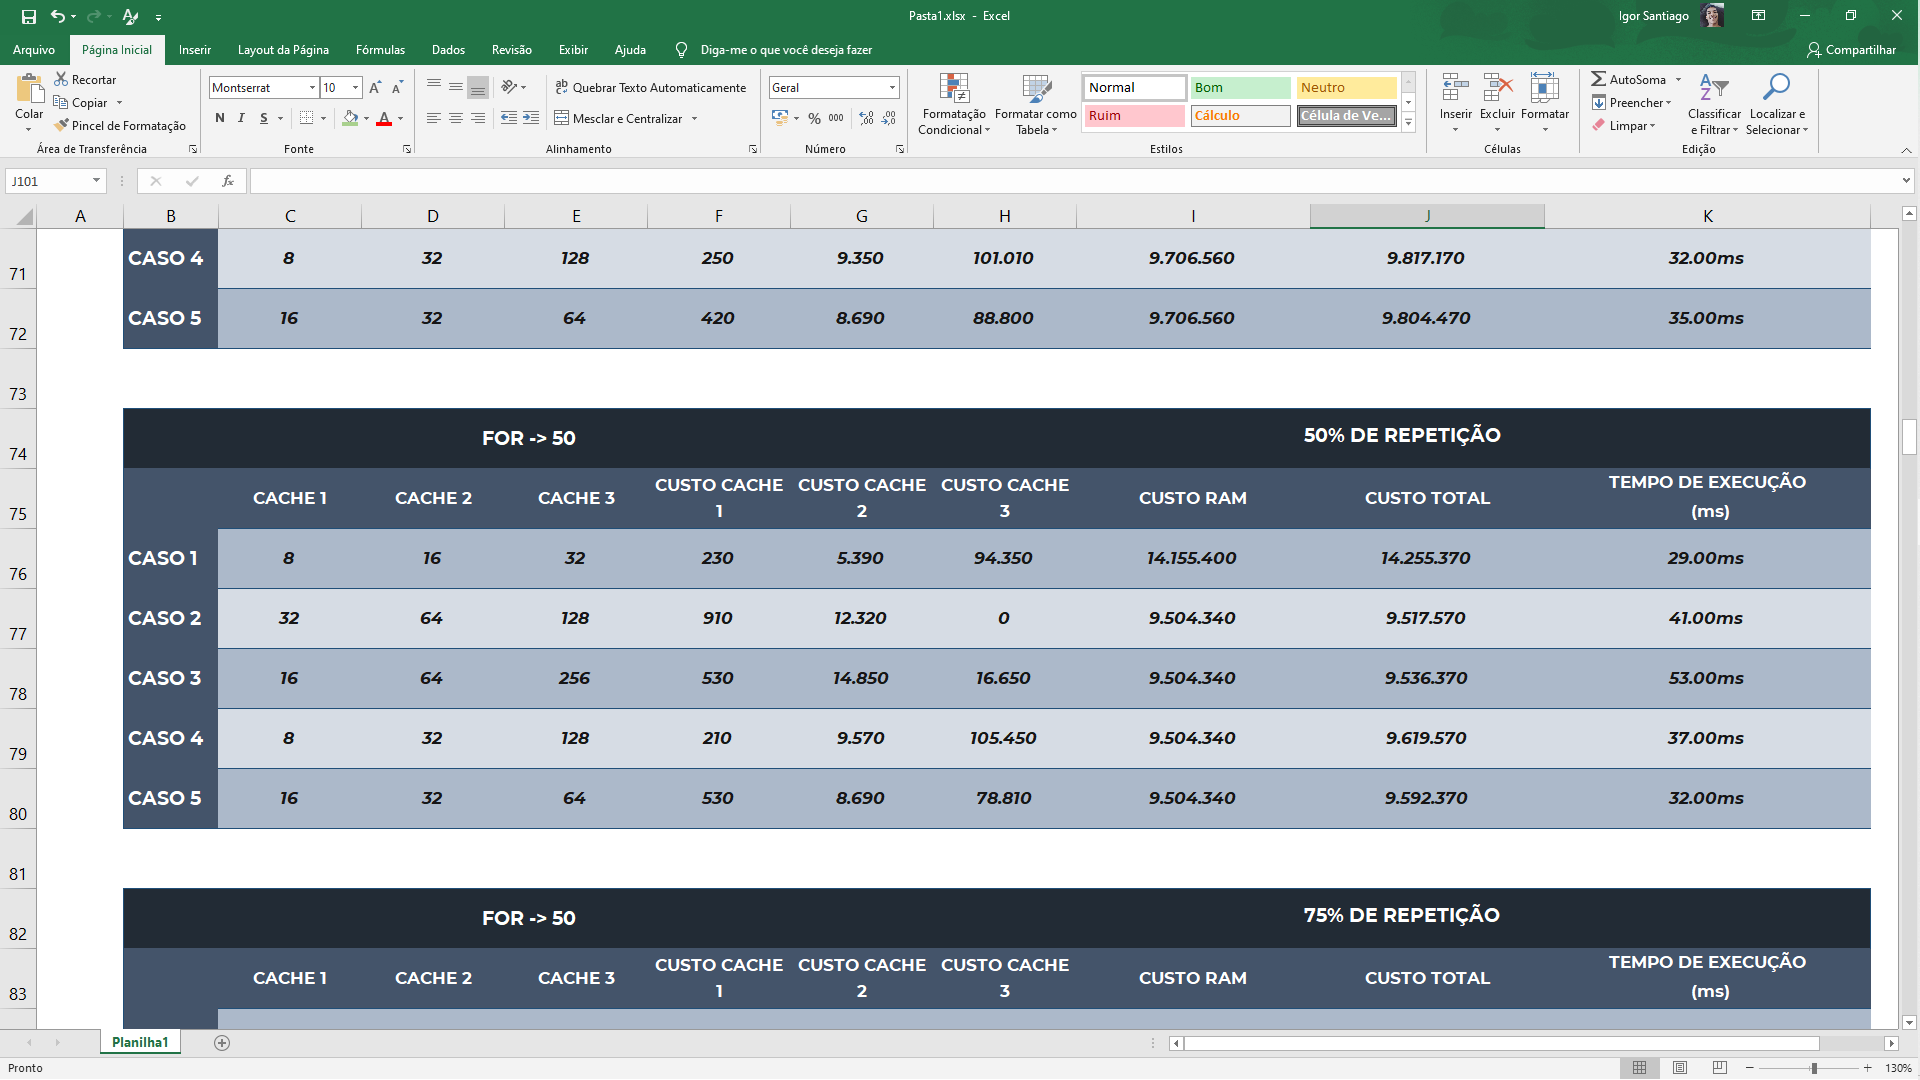 Pasta1.xlsx - Excel
Igor Santiago
Arquivo Página Inicial Inserir Layout da Página Fórmulas Dados Revisão Exibir Ajuda Diga-me o que você deseja fazer Compartilhar
Colar
Recortar
Copiar
Pincel de Formatação
Área de Transferência
Montserrat 10
N I S
Fonte
Quebrar Texto Automaticamente
Mesclar e Centralizar
Alinhamento
Geral
% 000
Número
Formatação Condicional
Formatar como Tabela
Normal Bom Neutro
Ruim Cálculo Célula de Ve...
Estilos
Inserir Excluir Formatar
Células
AutoSoma
Preencher
Limpar
Classificar e Filtrar
Localizar e Selecionar
Edição
J101 fx
A B C D E F G H I J K
71 CASO 4 8 32 128 250 9.350 101.010 9.706.560 9.817.170 32.00ms
72 CASO 5 16 32 64 420 8.690 88.800 9.706.560 9.804.470 35.00ms
73
74 FOR -> 50 50% DE REPETIÇÃO
75 CACHE 1 CACHE 2 CACHE 3 CUSTO CACHE 1 CUSTO CACHE 2 CUSTO CACHE 3 CUSTO RAM CUSTO TOTAL TEMPO DE EXECUÇÃO (ms)
76 CASO 1 8 16 32 230 5.390 94.350 14.155.400 14.255.370 29.00ms
77 CASO 2 32 64 128 910 12.320 0 9.504.340 9.517.570 41.00ms
78 CASO 3 16 64 256 530 14.850 16.650 9.504.340 9.536.370 53.00ms
79 CASO 4 8 32 128 210 9.570 105.450 9.504.340 9.619.570 37.00ms
80 CASO 5 16 32 64 530 8.690 78.810 9.504.340 9.592.370 32.00ms
81
82 FOR -> 50 75% DE REPETIÇÃO
83 CACHE 1 CACHE 2 CACHE 3 CUSTO CACHE 1 CUSTO CACHE 2 CUSTO CACHE 3 CUSTO RAM CUSTO TOTAL TEMPO DE EXECUÇÃO (ms)
Planilha1
Pronto
130%